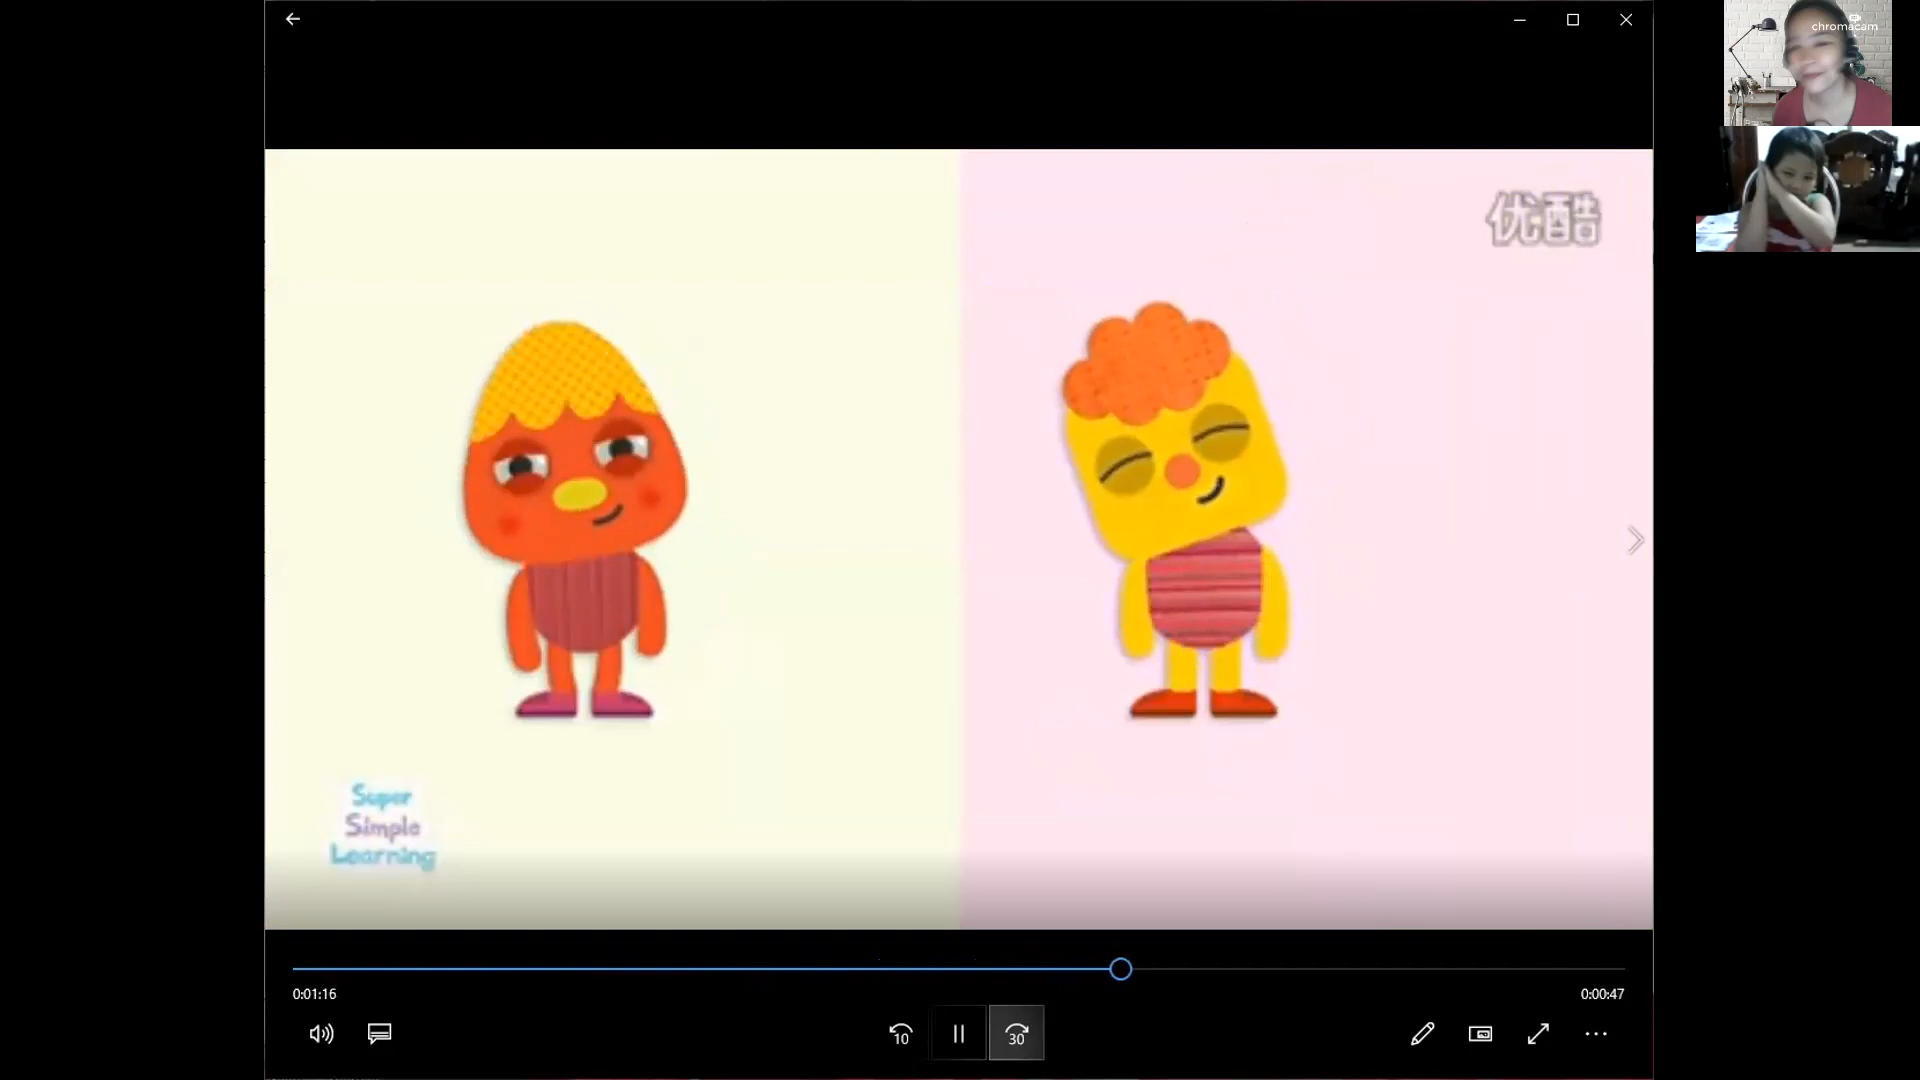 chromacam
优酷
Super
Simple
Learning
0:01:16
0:00:47
10
30